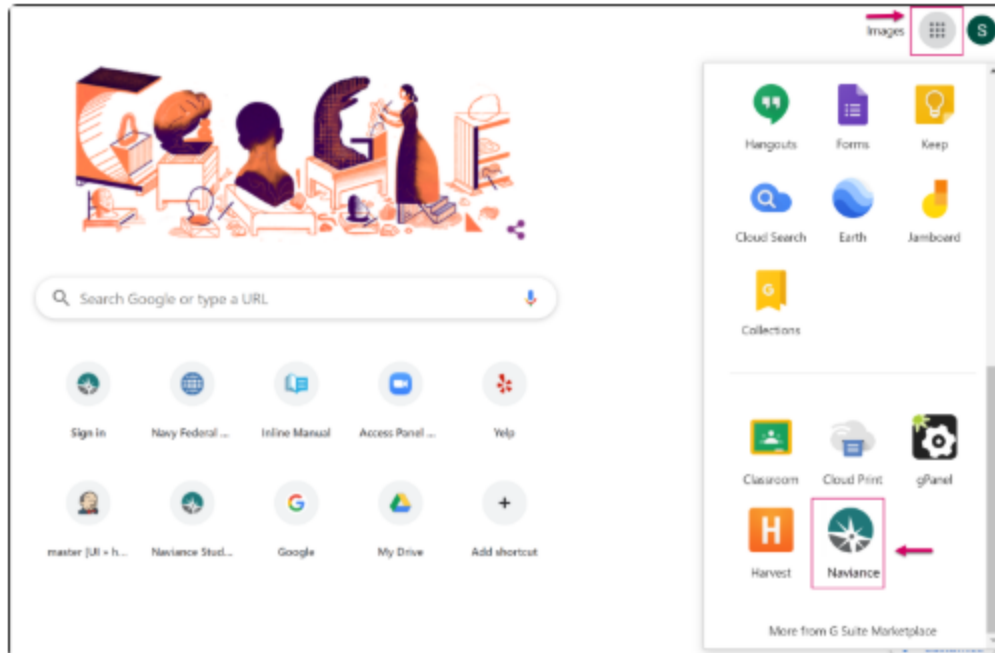 Images
S
Hangouts Forms Keep
Cloud Search Earth Jamboard
G
Collections
Search Google or type a URL
Sign in Navy Federal ... Inline Manual Access Panel ... Yelp
Classroom Cloud Print gPanel
G
master [UI » h... Naviance Stud... Google My Drive Add shortcut
H
Harvest Naviance
More from G Suite Marketplace